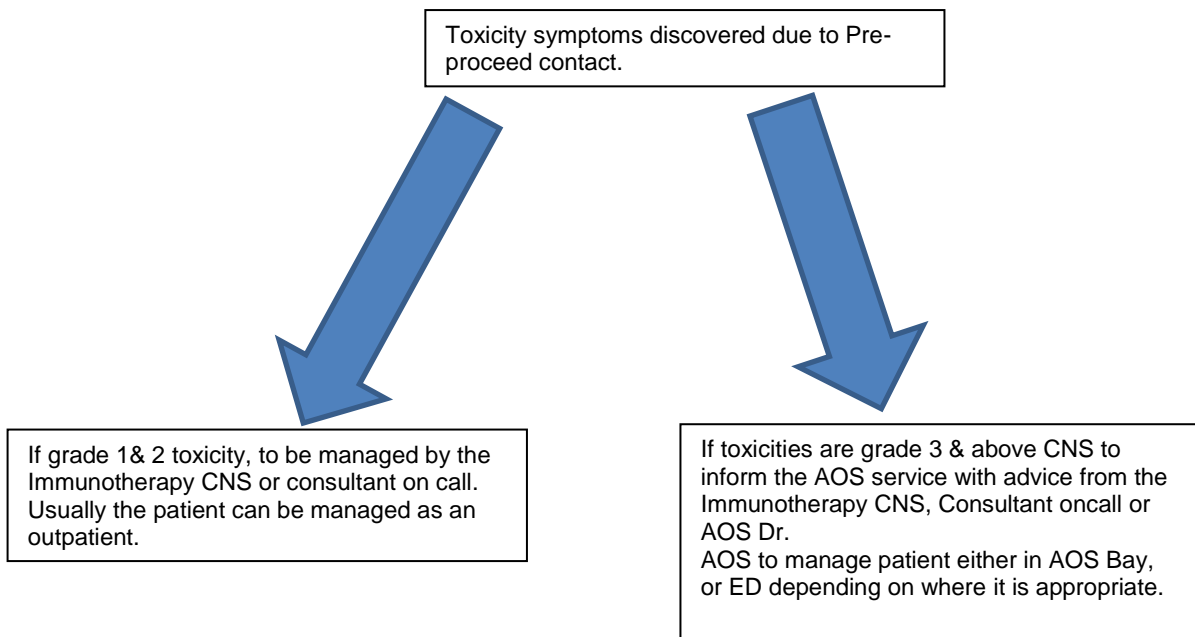 Toxicity symptoms discovered due to Pre-
proceed contact.
If grade 1& 2 toxicity, to be managed by the
Immunotherapy CNS or consultant on call.
Usually the patient can be managed as an
outpatient.
If toxicities are grade 3 & above CNS to
inform the AOS service with advice from the
Immunotherapy CNS, Consultant oncall or
AOS Dr.
AOS to manage patient either in AOS Bay,
or ED depending on where it is appropriate.